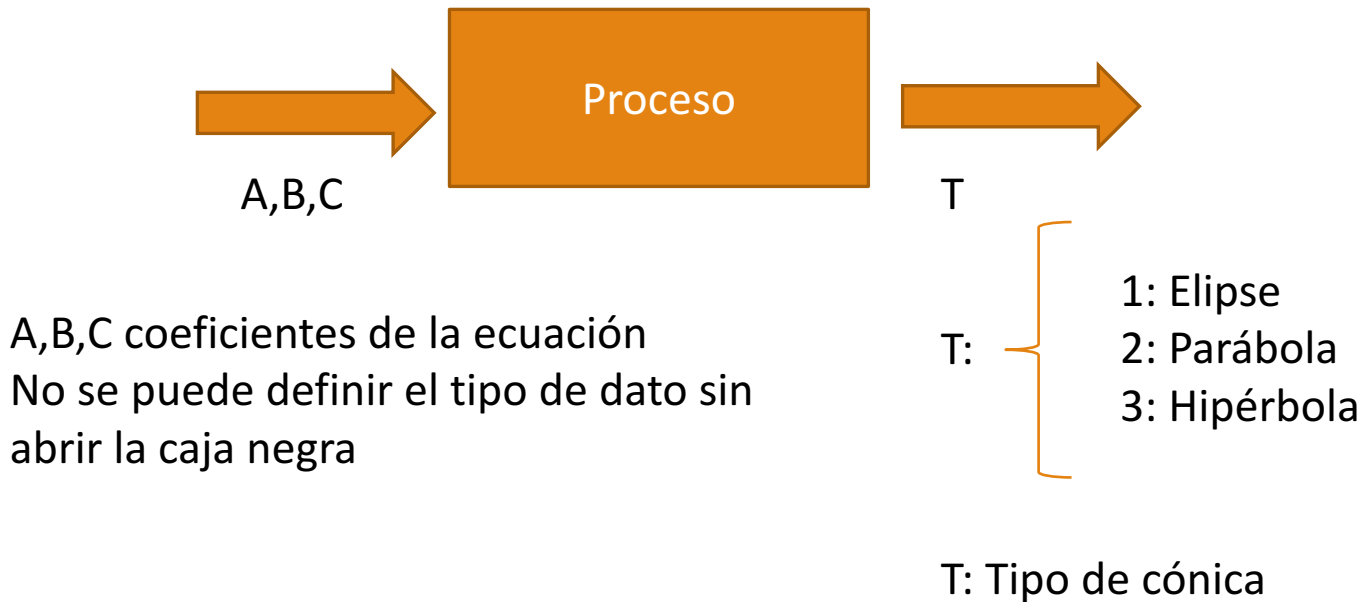 Proceso
A,B,C
T
A,B,C coeficientes de la ecuación
No se puede definir el tipo de dato sin
abrir la caja negra
T:
1: Elipse
2: Parábola
3: Hipérbola
T: Tipo de cónica